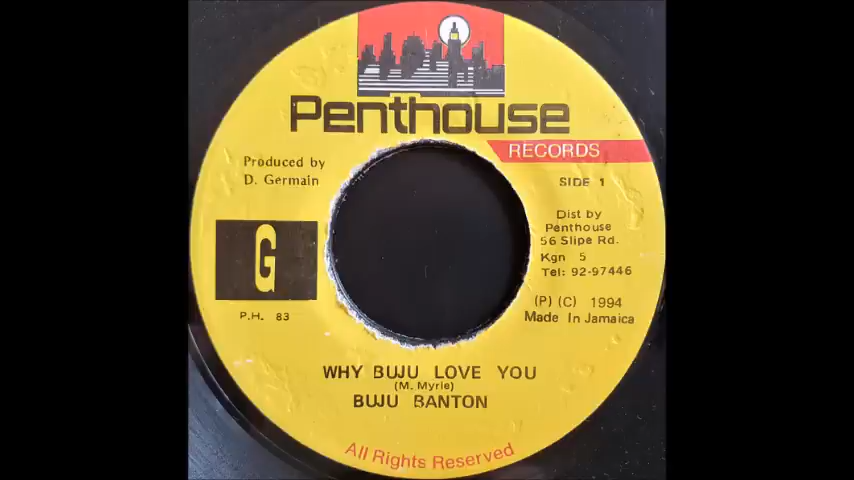 Penthouse
RECORDS
Produced by
D. Germain
SIDE 1
Dist by
Penthouse
56 Slipe Rd.
Kgn 5
Tel: 92-97446
G
P.H. 83
(P) (C) 1994
Made In Jamaica
WHY BUJU LOVE YOU
(M. Myrie)
BUJU BANTON
All Rights Reserved